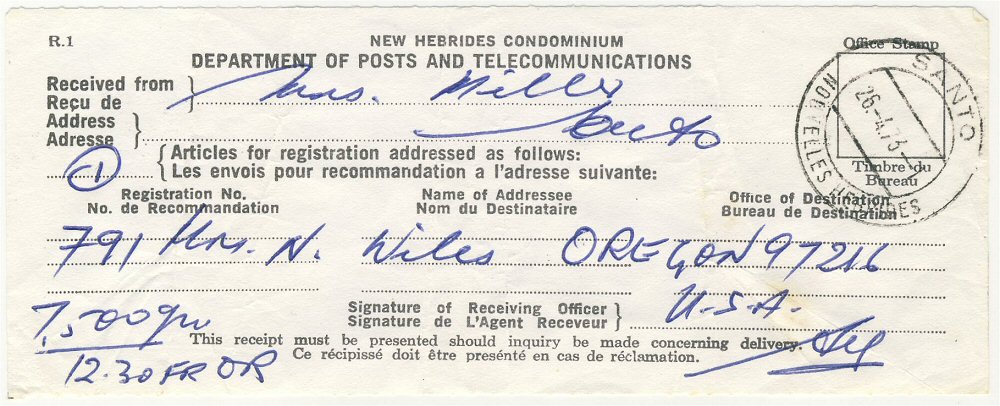 R.1
NEW HEBRIDES CONDOMINIUM
DEPARTMENT OF POSTS AND TELECOMMUNICATIONS
Office Stamp
SANTO
26.4.73
NOUVELLES HEBRIDES
Timbre du
Bureau
Received from
Reçu de
Mrs. Miller
Address
Adresse
Santo
1
Articles for registration addressed as follows:
Les envois pour recommandation a l'adresse suivante:
Registration No. Name of Addressee Office of Destination
No. de Recommandation Nom du Destinataire Bureau de Destination
791 Mrs. N. Wiles OREGON 97216
U.S.A.
7,500gm
Signature of Receiving Officer
Signature de L'Agent Receveur
This receipt must be presented should inquiry be made concerning delivery.
Ce récipissé doit être présenté en cas de réclamation.
12.30 FR OR